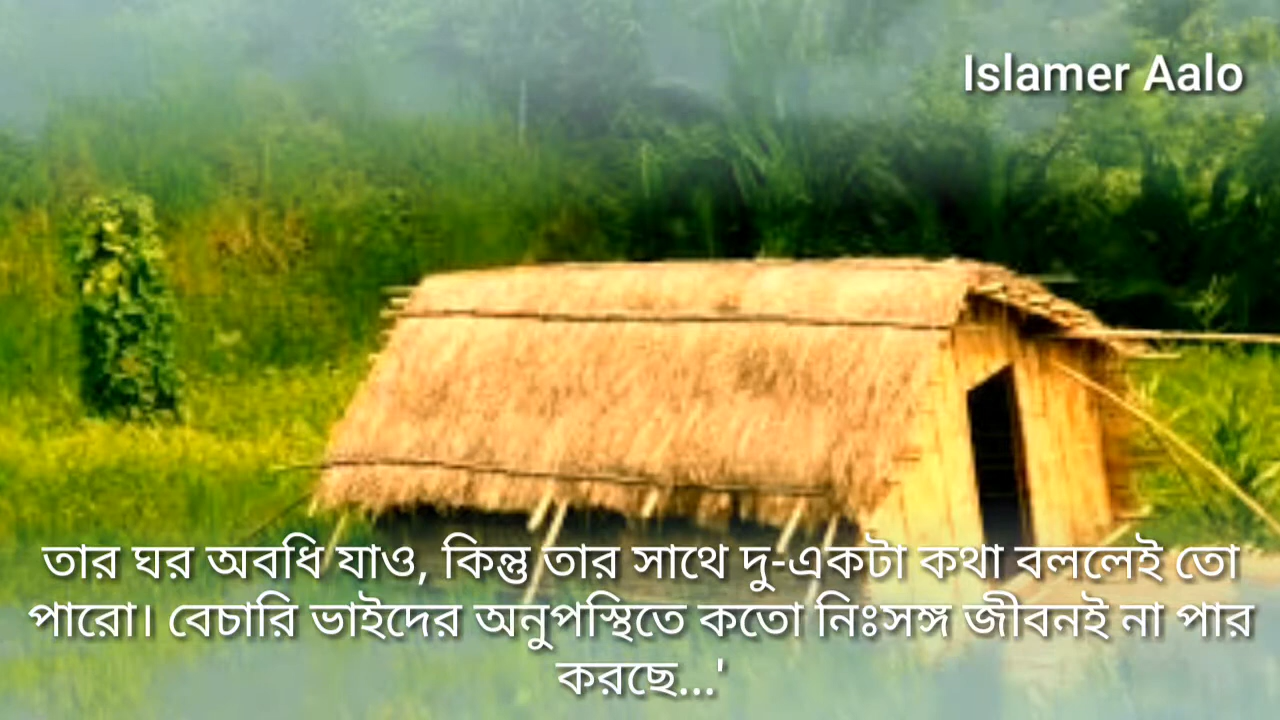 Islamer Aalo
তার ঘর অবধি যাও, কিন্তু তার সাথে দু-একটা কথা বললেই তো
পারো। বেচারি ভাইদের অনুপস্থিতে কতো নিঃসঙ্গ জীবনই না পার
করছে...'